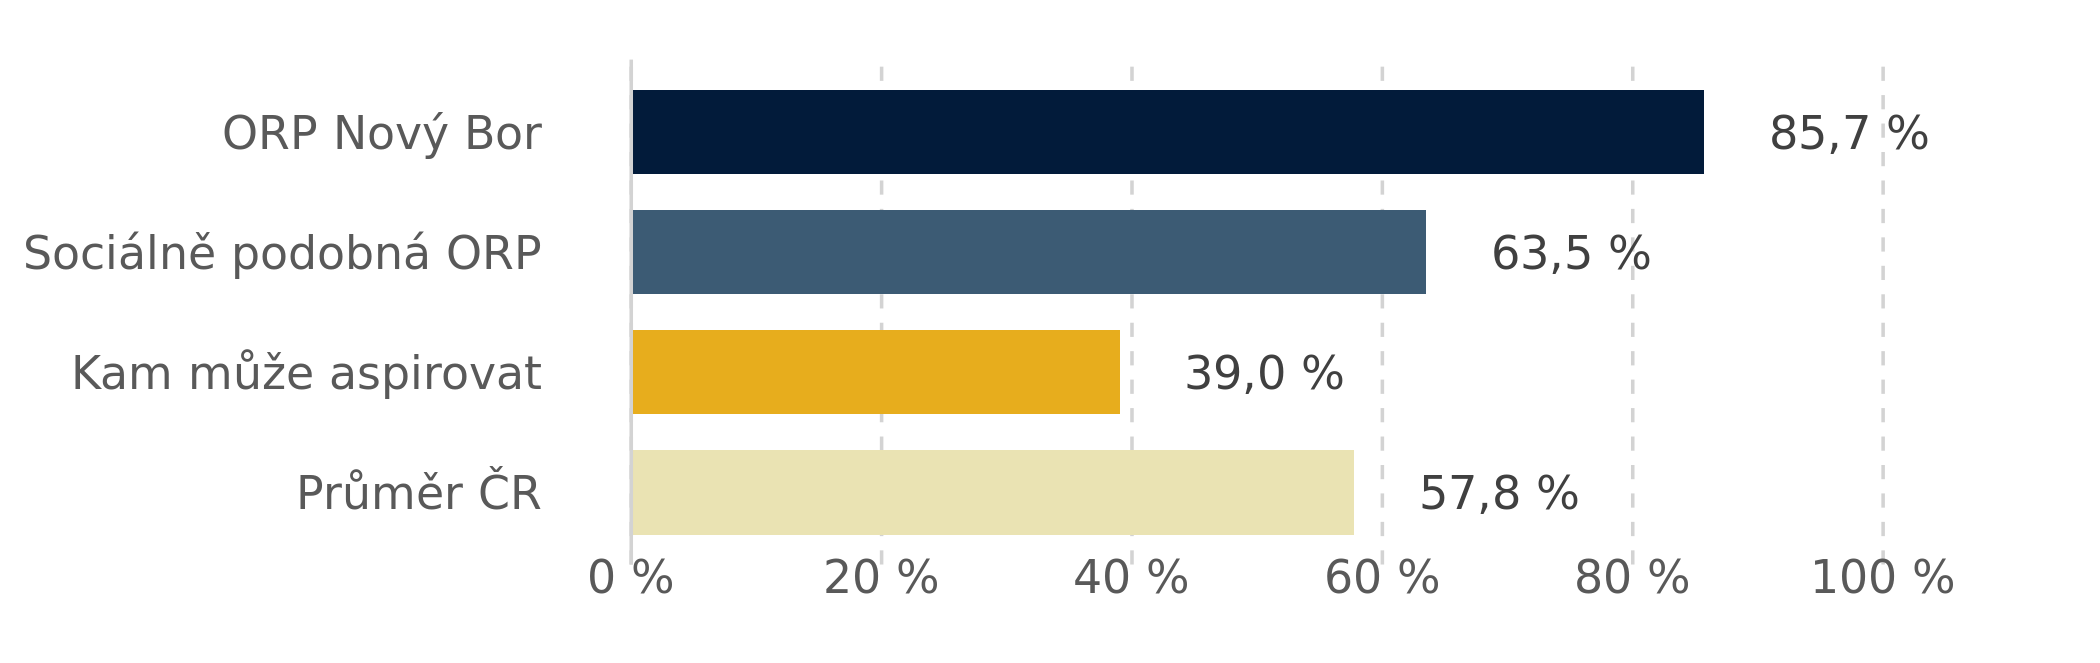 ORP Nový Bor
85,7 %
Sociálně podobná ORP
63,5 %
Kam může aspirovat
39,0 %
Průměr ČR
57,8 %
0 % 20 % 40 % 60 % 80 % 100 %